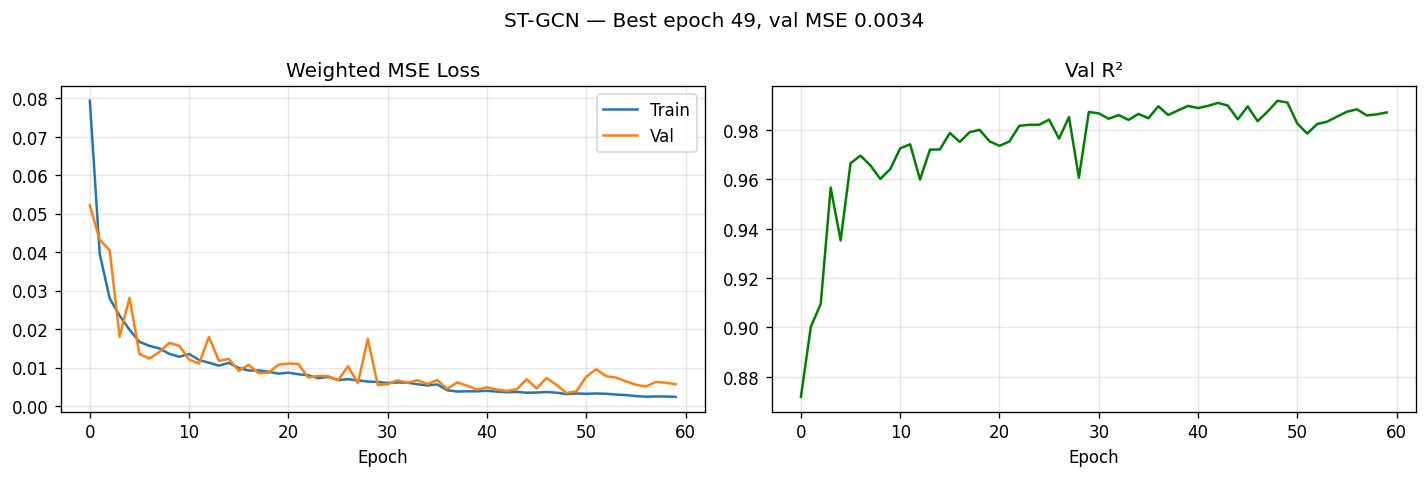 ST-GCN — Best epoch 49, val MSE 0.0034
Weighted MSE Loss
0.08
0.07
0.06
0.05
0.04
0.03
0.02
0.01
0.00
Train
Val
0 10 20 30 40 50 60
Epoch
Val R²
0.98
0.96
0.94
0.92
0.90
0.88
0 10 20 30 40 50 60
Epoch